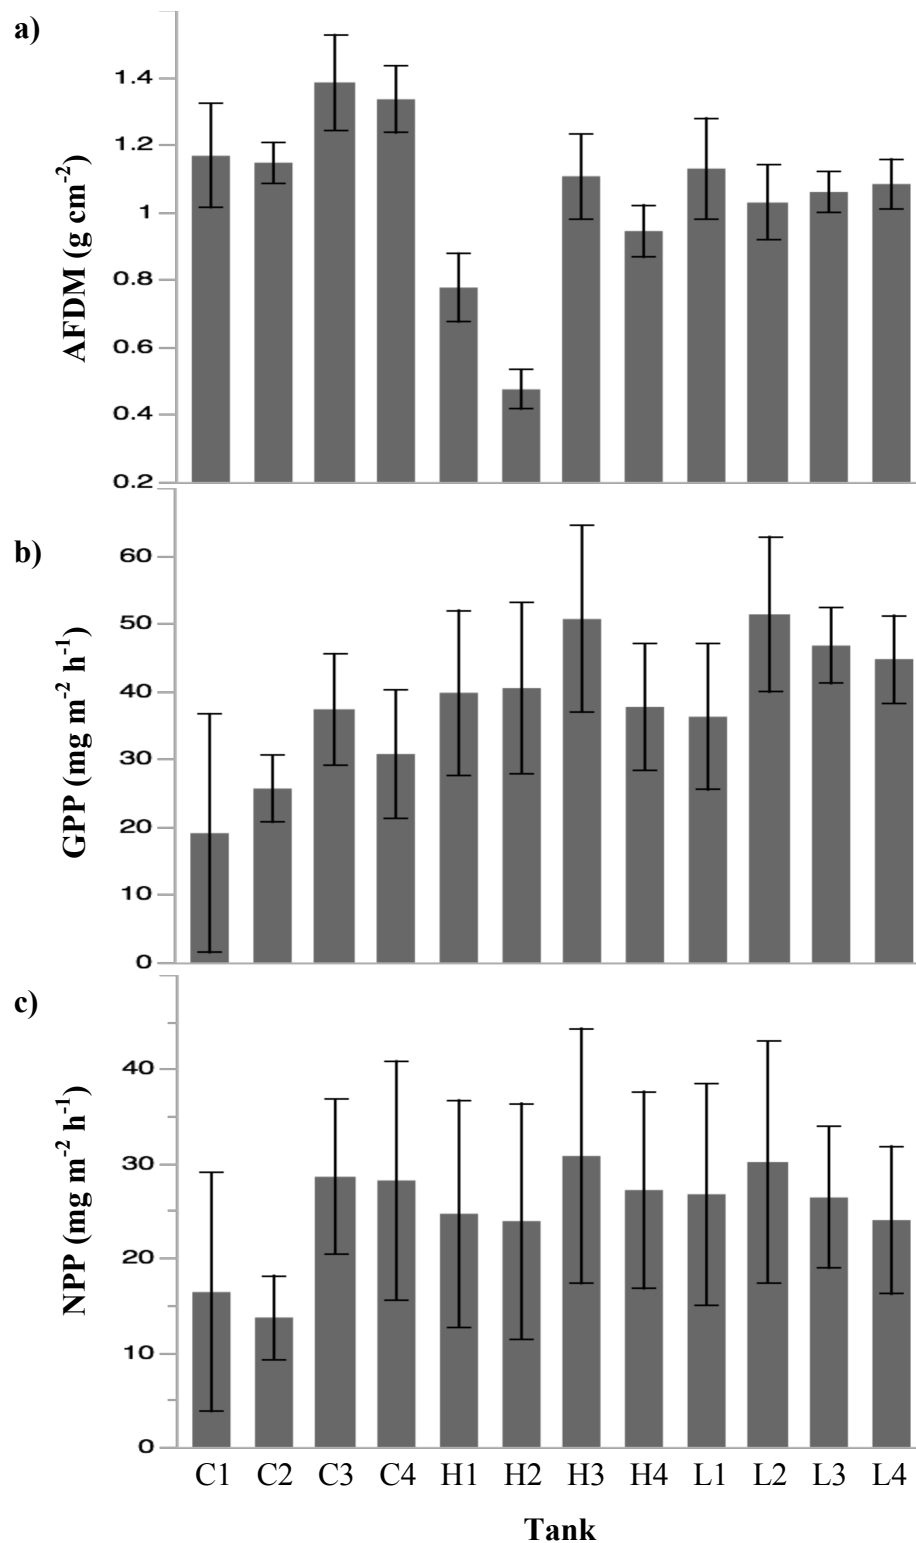 a)
AFDM (g cm-2)
1.4
1.2
1
0.8
0.6
0.4
0.2
b)
GPP (mg m-2 h-1)
60
50
40
30
20
10
0
c)
NPP (mg m-2 h-1)
40
30
20
10
0
C1 C2 C3 C4 H1 H2 H3 H4 L1 L2 L3 L4
Tank